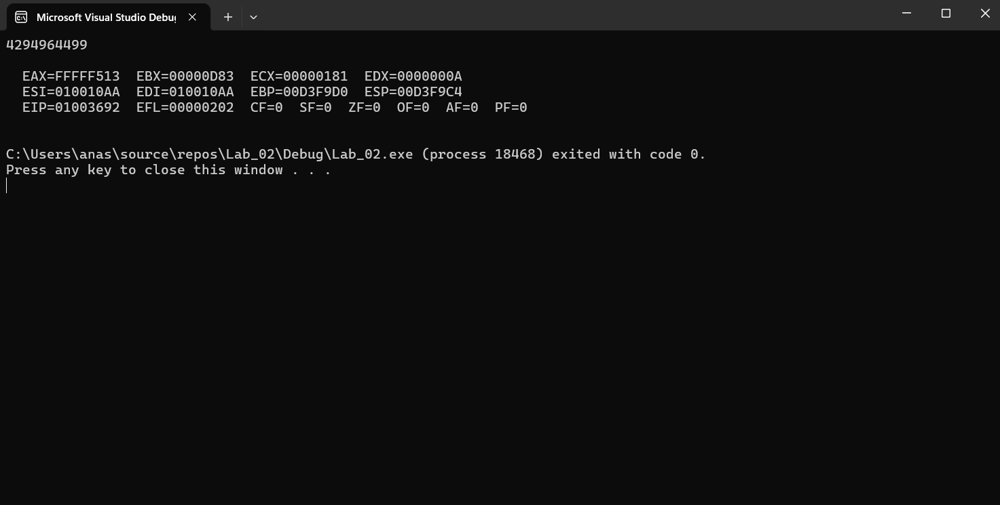 Microsoft Visual Studio Debug
4294964499
EAX=FFFFF513 EBX=00000D83 ECX=00000181 EDX=0000000A
ESI=010010AA EDI=010010AA EBP=00D3F9D0 ESP=00D3F9C4
EIP=01003692 EFL=00000202 CF=0 SF=0 ZF=0 OF=0 AF=0 PF=0
C:\Users\anas\source\repos\Lab_02\Debug\Lab_02.exe (process 18468) exited with code 0.
Press any key to close this window . . .